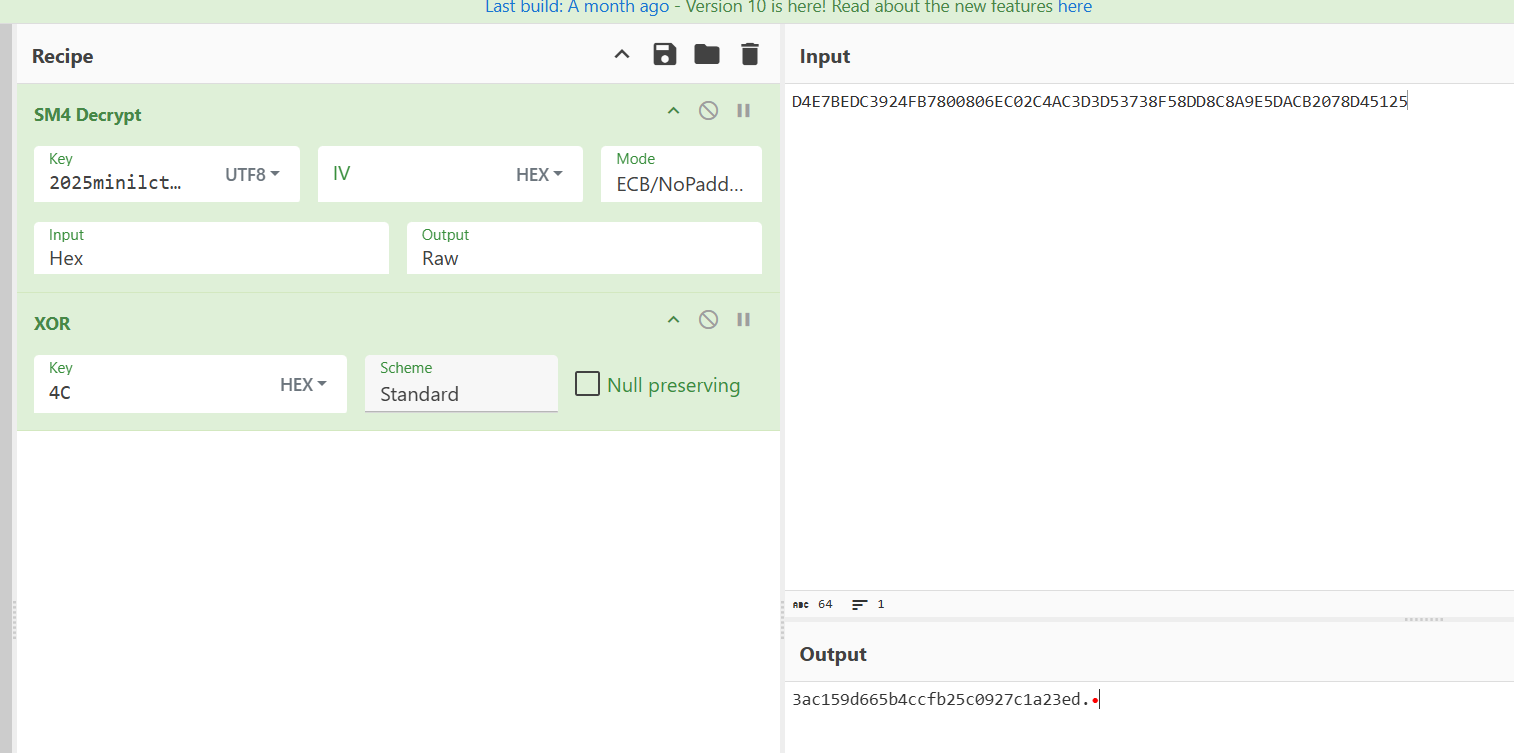 Last build: A month ago - Version 10 is here! Read about the new features here
Recipe
SM4 Decrypt
Key
2025minilct…
UTF8
IV
HEX
Mode
ECB/NoPadd...
Input
Hex
Output
Raw
XOR
Key
4C
HEX
Scheme
Standard
Null preserving
Input
D4E7BEDC3924FB7800806EC02C4AC3D3D53738F58DD8C8A9E5DACB2078D45125
ABC 64 1
Output
3ac159d665b4ccfb25c0927c1a23ed.•